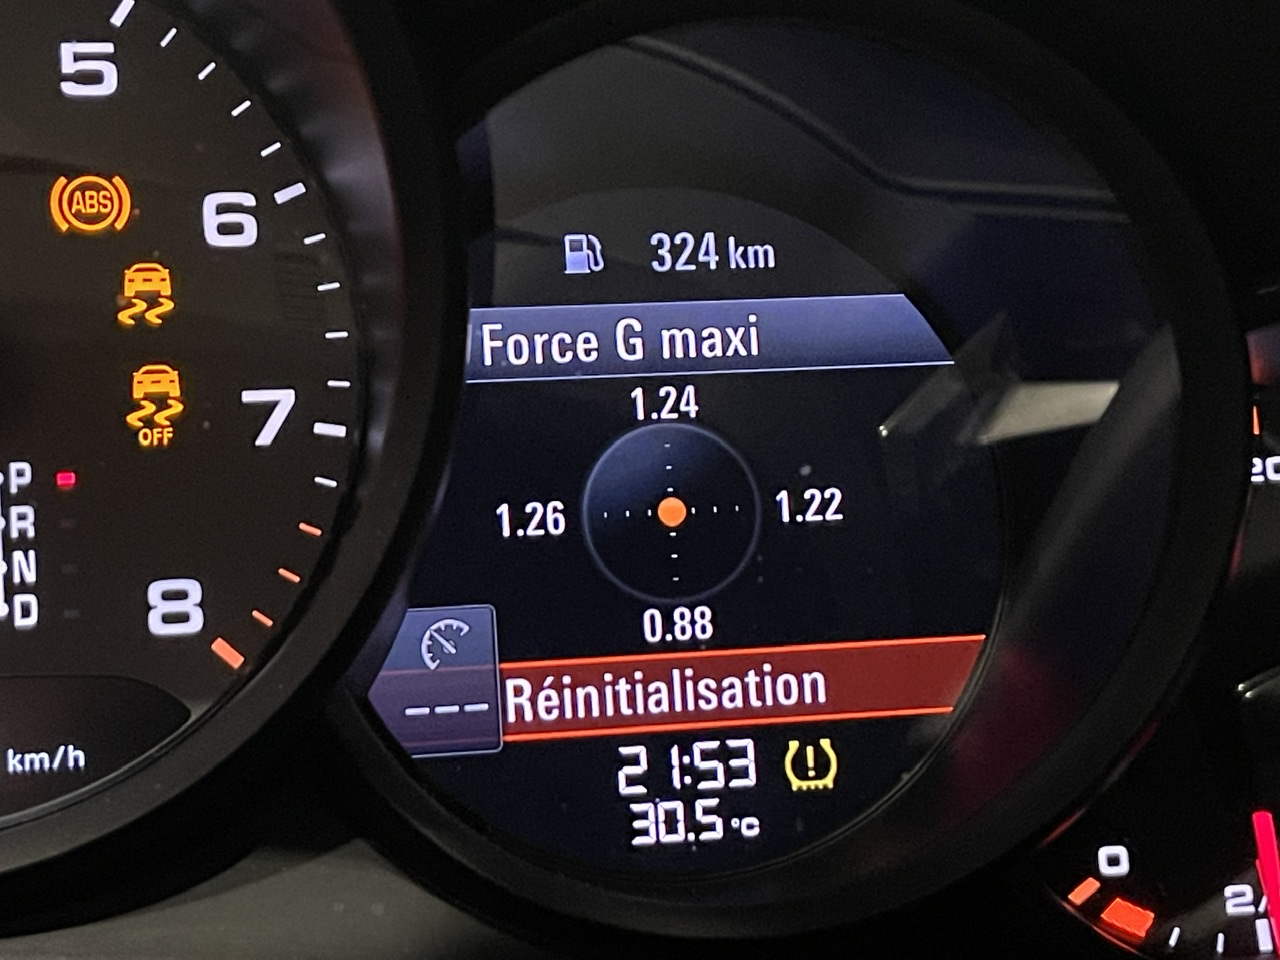 5
ABS
6
7
OFF
P
R
N
D
8
km/h
324 km
Force G maxi
1.24
1.26
1.22
0.88
Réinitialisation
---
21:53
30.5 °C
0